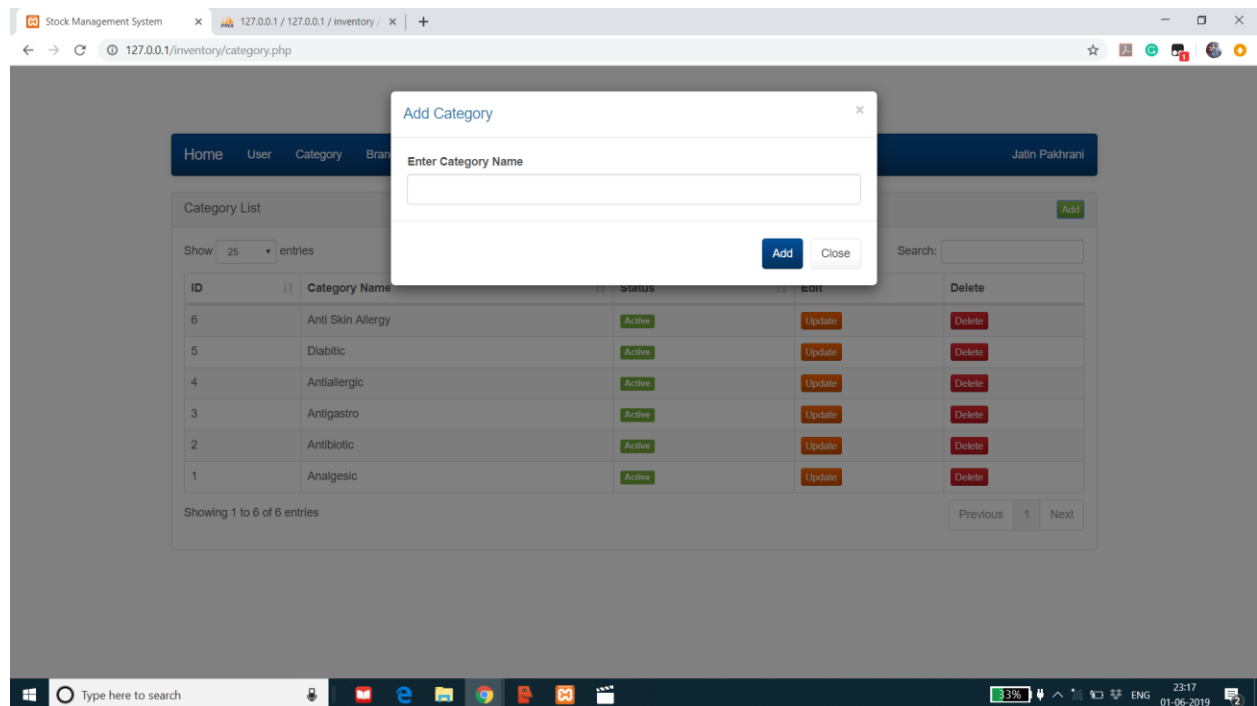 Stock Management System
127.0.0.1 / 127.0.0.1 / inventory /
127.0.0.1/inventory/category.php
Add Category ×
Home User Category Bran Jatin Pakhrani
Enter Category Name
Category List Add
Add Close
Show 25 entries Search:
ID Category Name Status Edit Delete
6 Anti Skin Allergy Active Update Delete
5 Diabitic Active Update Delete
4 Antiallergic Active Update Delete
3 Antigastro Active Update Delete
2 Antibiotic Active Update Delete
1 Analgesic Active Update Delete
Showing 1 to 6 of 6 entries Previous 1 Next
Type here to search 33% ENG 23:17
01-06-2019 2